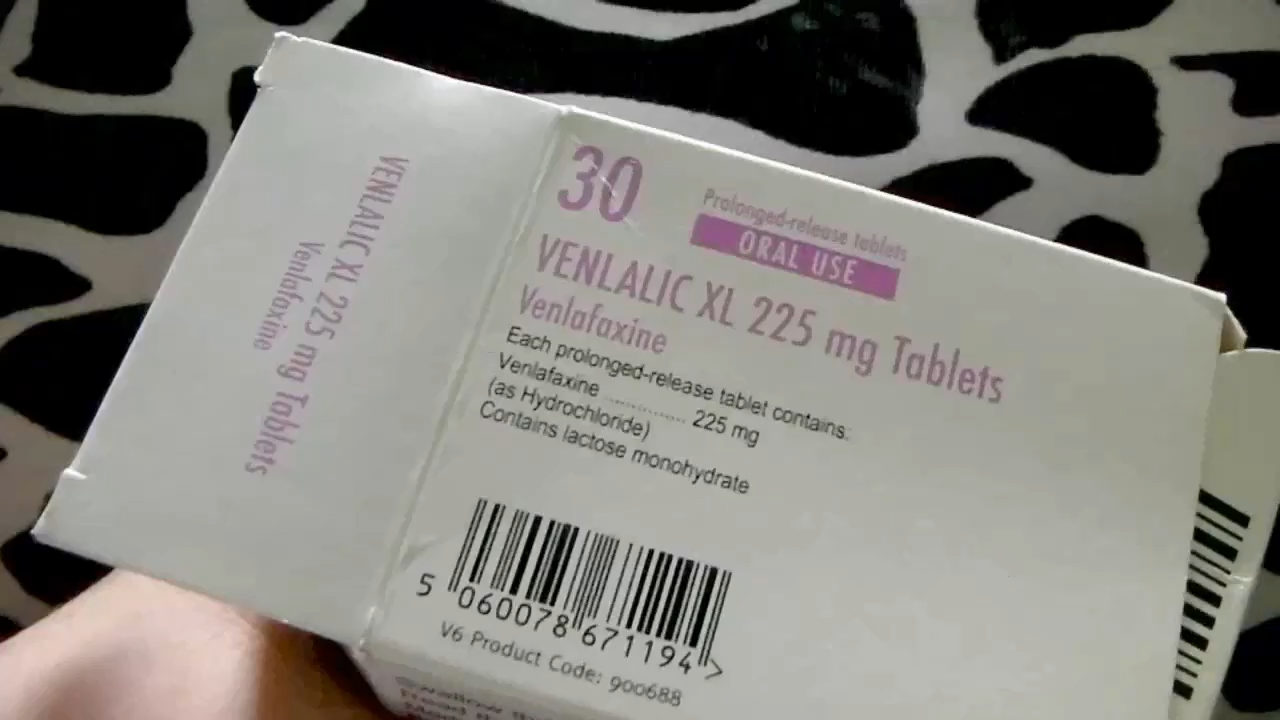 VENLALIC XL 225 mg Tablets
Venlafaxine
30
Prolonged-release tablets
ORAL USE
VENLALIC XL 225 mg Tablets
Venlafaxine
Each prolonged-release tablet contains:
Venlafaxine .............. 225 mg
(as Hydrochloride)
Contains lactose monohydrate
5 060078 671194 >
V6 Product Code: 900688
Swallow
Read